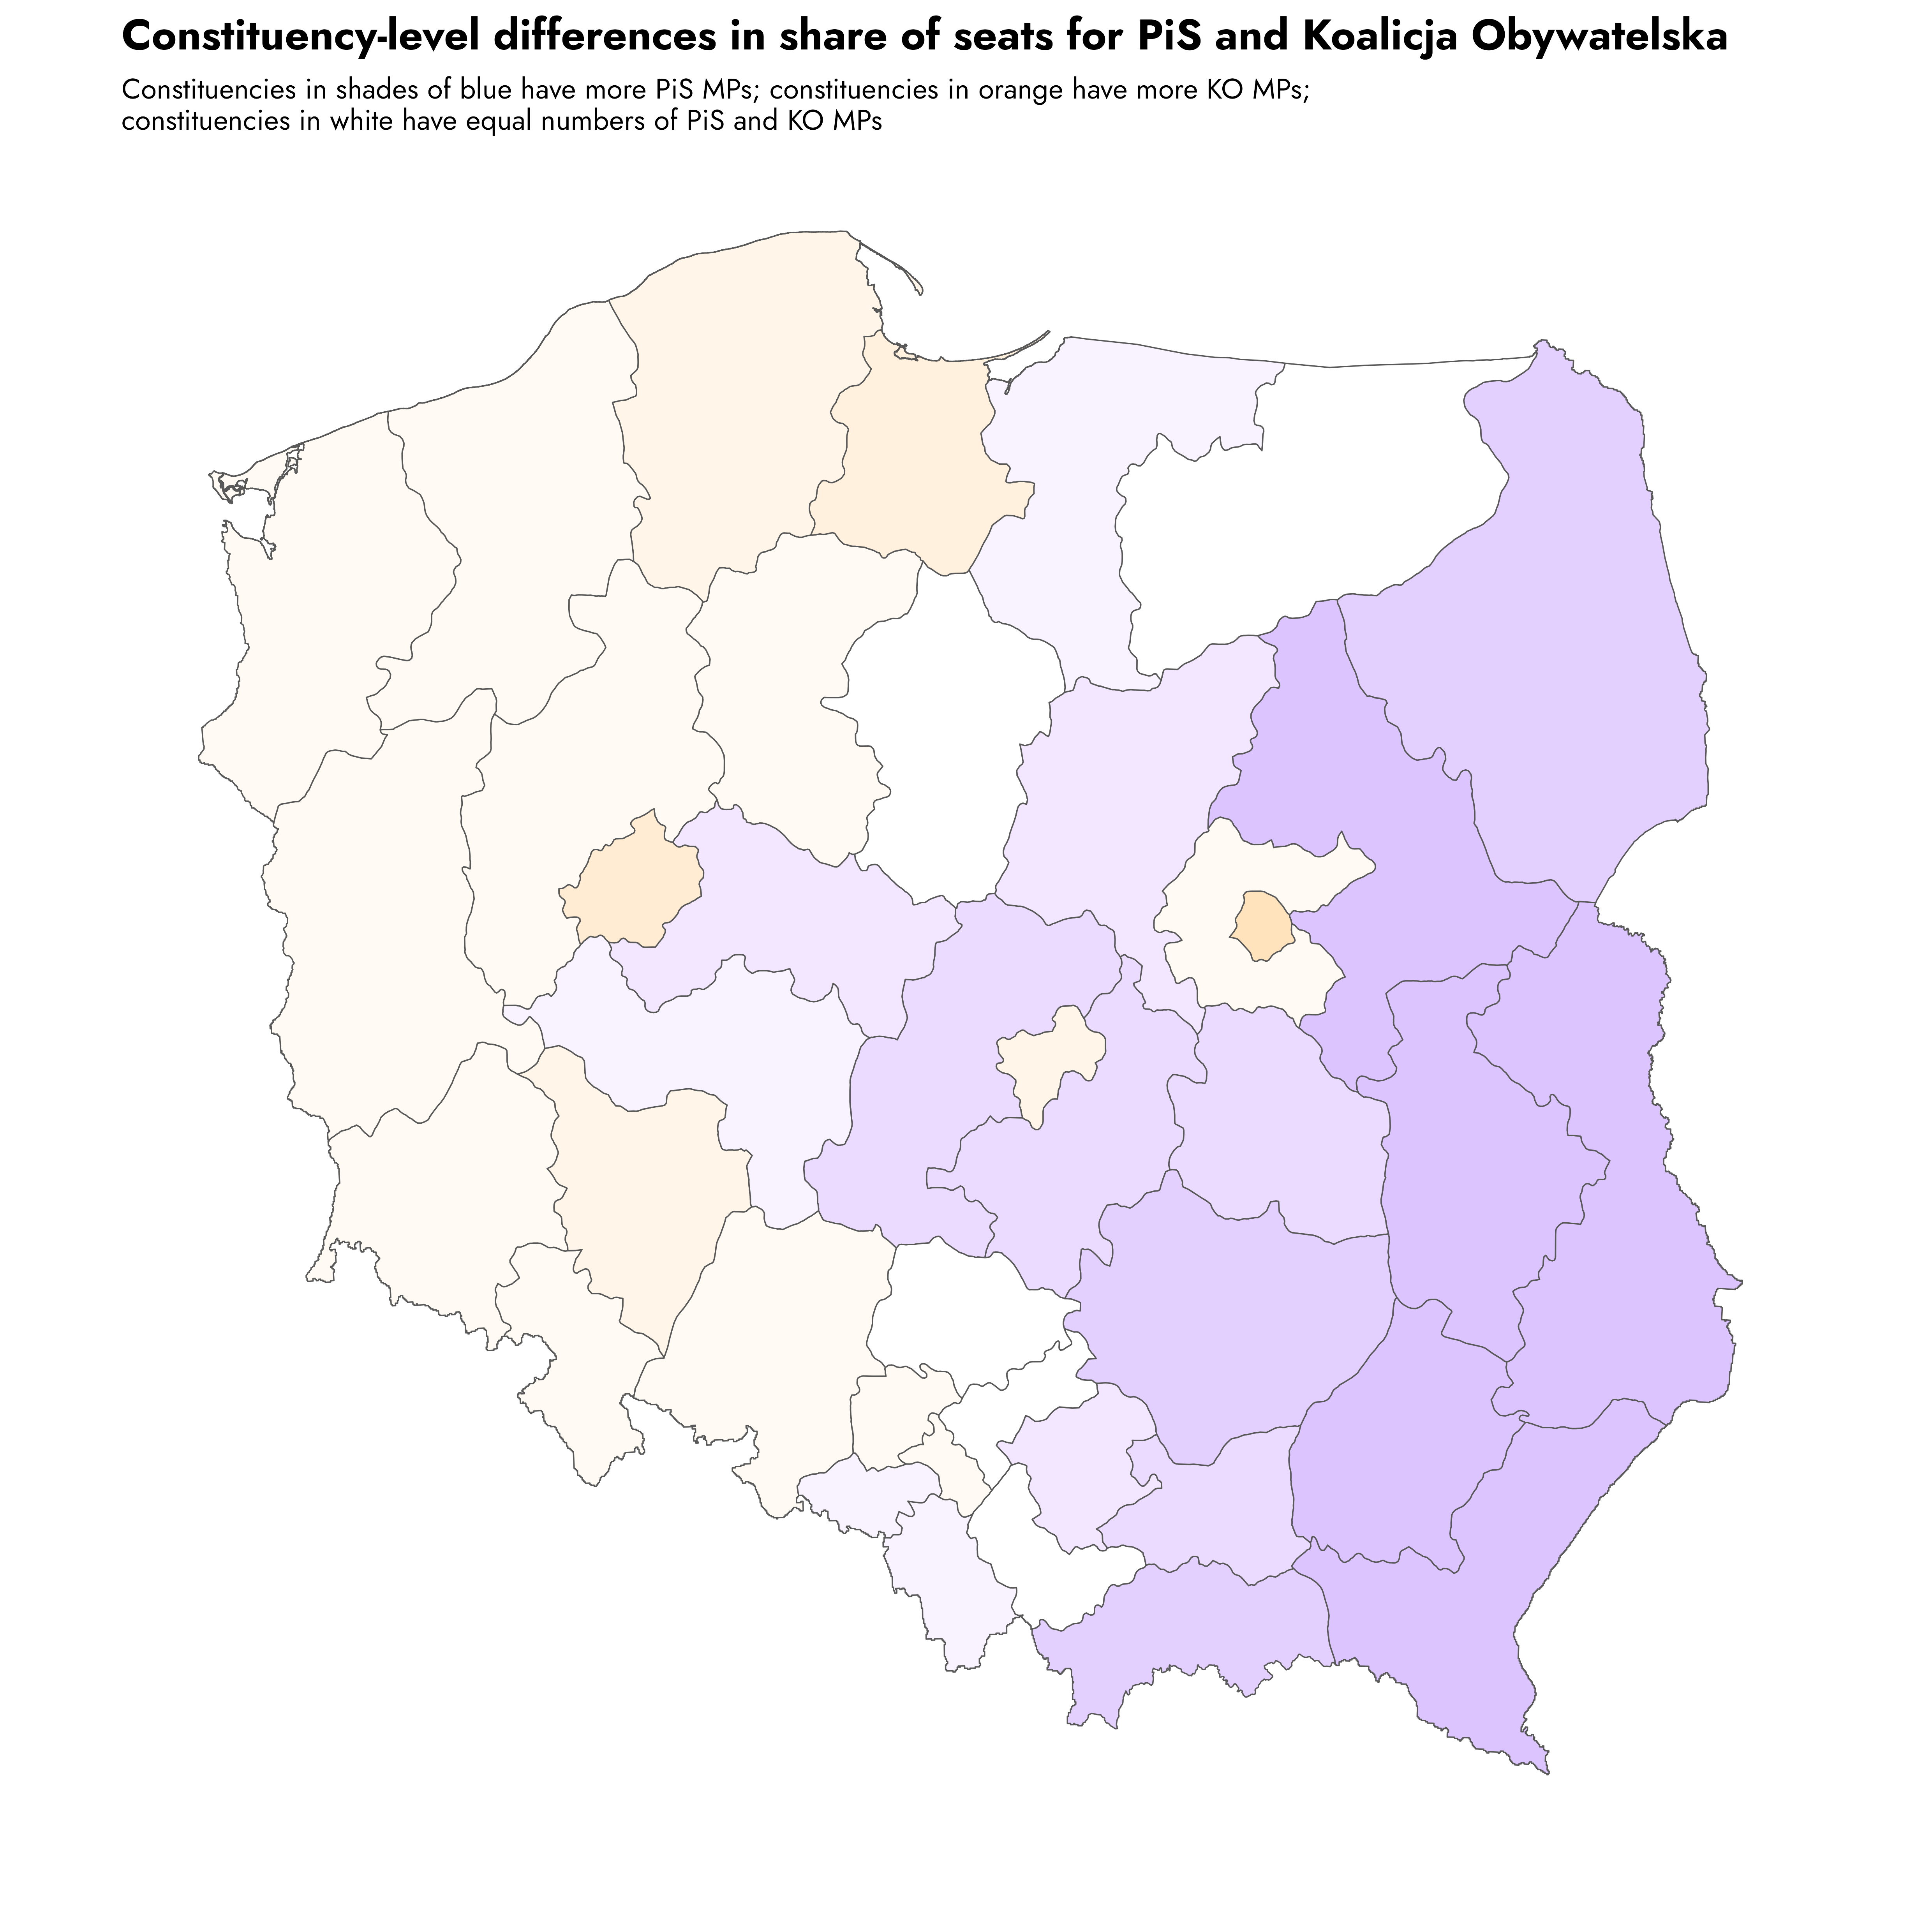 Constituency-level differences in share of seats for PiS and Koalicja Obywatelska
Constituencies in shades of blue have more PiS MPs; constituencies in orange have more KO MPs;
constituencies in white have equal numbers of PiS and KO MPs